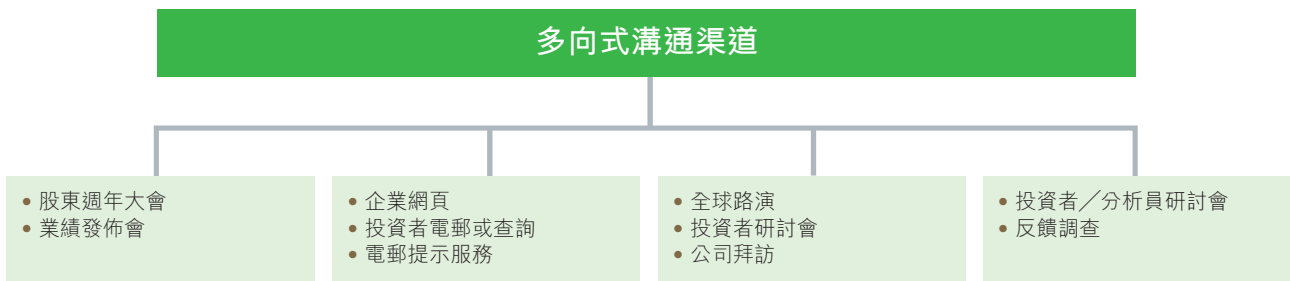 多向式溝通渠道
• 股東週年大會
• 業績發佈會
• 企業網頁
• 投資者電郵或查詢
• 電郵提示服務
• 全球路演
• 投資者研討會
• 公司拜訪
• 投資者／分析員研討會
• 反饋調查